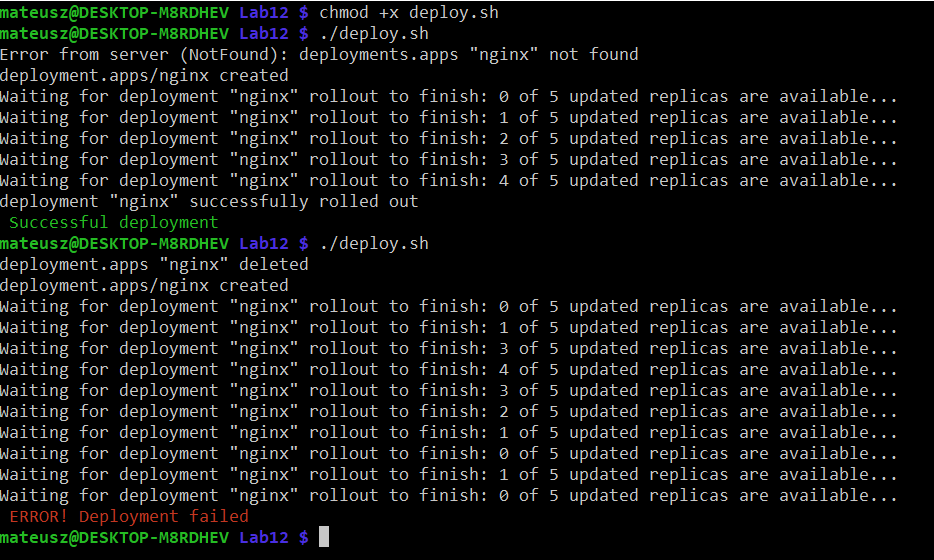 mateusz@DESKTOP-M8RDHEV Lab12 $ chmod +x deploy.sh
mateusz@DESKTOP-M8RDHEV Lab12 $ ./deploy.sh
Error from server (NotFound): deployments.apps "nginx" not found
deployment.apps/nginx created
Waiting for deployment "nginx" rollout to finish: 0 of 5 updated replicas are available...
Waiting for deployment "nginx" rollout to finish: 1 of 5 updated replicas are available...
Waiting for deployment "nginx" rollout to finish: 2 of 5 updated replicas are available...
Waiting for deployment "nginx" rollout to finish: 3 of 5 updated replicas are available...
Waiting for deployment "nginx" rollout to finish: 4 of 5 updated replicas are available...
deployment "nginx" successfully rolled out
Successful deployment
mateusz@DESKTOP-M8RDHEV Lab12 $ ./deploy.sh
deployment.apps "nginx" deleted
deployment.apps/nginx created
Waiting for deployment "nginx" rollout to finish: 0 of 5 updated replicas are available...
Waiting for deployment "nginx" rollout to finish: 1 of 5 updated replicas are available...
Waiting for deployment "nginx" rollout to finish: 3 of 5 updated replicas are available...
Waiting for deployment "nginx" rollout to finish: 4 of 5 updated replicas are available...
Waiting for deployment "nginx" rollout to finish: 3 of 5 updated replicas are available...
Waiting for deployment "nginx" rollout to finish: 2 of 5 updated replicas are available...
Waiting for deployment "nginx" rollout to finish: 1 of 5 updated replicas are available...
Waiting for deployment "nginx" rollout to finish: 0 of 5 updated replicas are available...
Waiting for deployment "nginx" rollout to finish: 1 of 5 updated replicas are available...
Waiting for deployment "nginx" rollout to finish: 0 of 5 updated replicas are available...
ERROR! Deployment failed
mateusz@DESKTOP-M8RDHEV Lab12 $